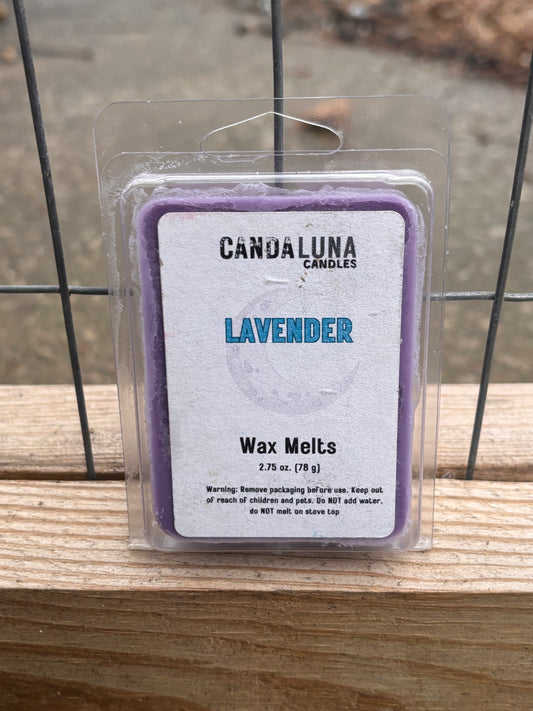 CANDALUNA
CANDLES
LAVENDER
Wax Melts
2.75 oz. (78 g)
Warning: Remove packaging before use. Keep out
of reach of children and pets. Do NOT add water,
do NOT melt on stove top